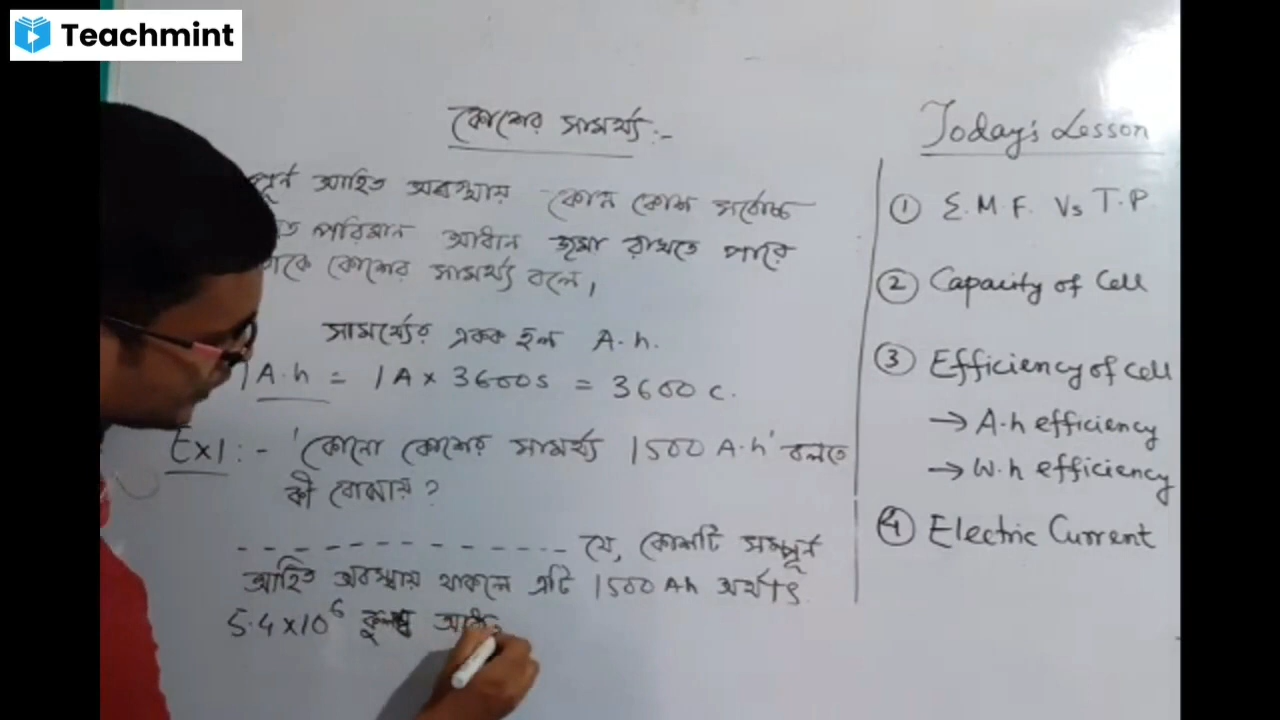 Teachmint
কোশের সামর্থ্য :-
পূর্ন আহিত অবস্থায় কোন কোশ সর্বোচ্চ
পরিমান আধান জমা রাখতে পারে
কোশের সামর্থ্য বলে।
সামর্থ্যের একক হল A.h.
1 A.h = 1A x 3600s = 3600 C.
Ex1 :- 'কোনো কোশের সামর্থ্য 1500 A.h' বলতে
কী বোঝায় ?
- - - - - - - - - - - - - - যে, কোশটি সম্পূর্ন
আহিত অবস্থায় থাকলে এটি 1500 Ah অর্থাৎ
5.4 x 10⁶ কুলম্ব
Today's Lesson
① E.M.F. Vs T.P
② Capacity of Cell
③ Efficiency of Cell
→ A.h efficiency
→ W.h efficiency
④ Electric Current